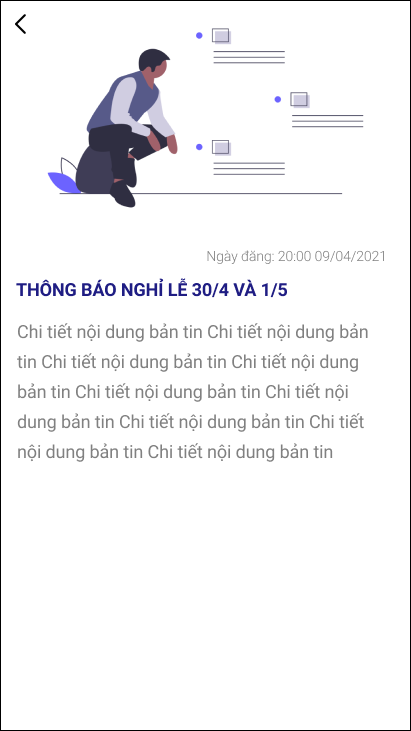 Ngày đăng: 20:00 09/04/2021
THÔNG BÁO NGHỈ LỄ 30/4 VÀ 1/5
Chi tiết nội dung bản tin Chi tiết nội dung bản
tin Chi tiết nội dung bản tin Chi tiết nội dung
bản tin Chi tiết nội dung bản tin Chi tiết nội
dung bản tin Chi tiết nội dung bản tin Chi tiết
nội dung bản tin Chi tiết nội dung bản tin